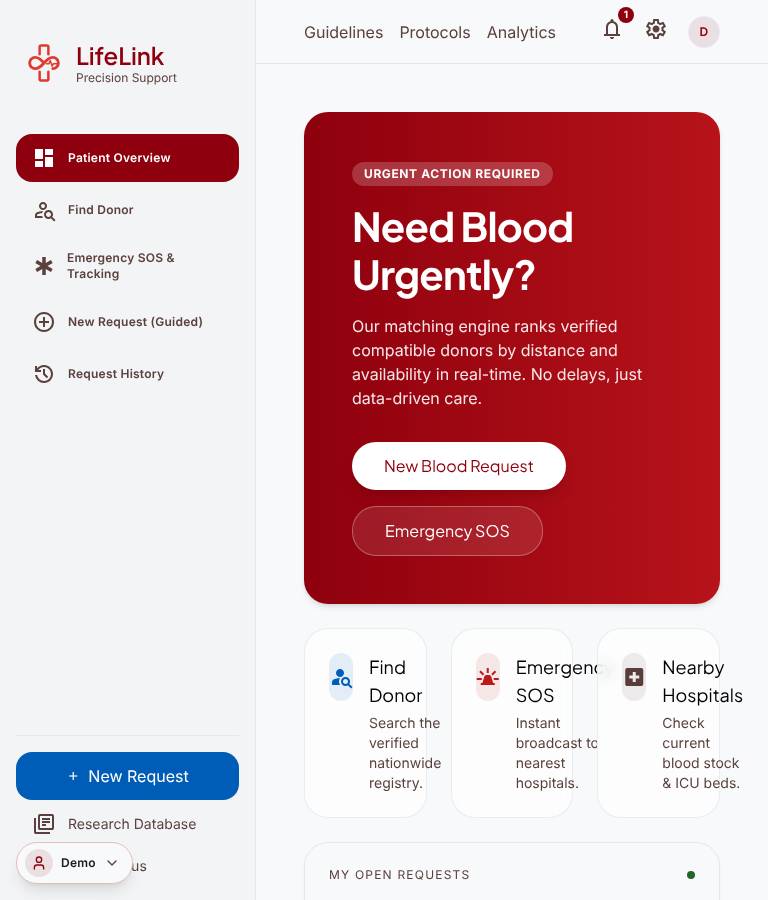 LifeLink
Precision Support
Patient Overview
Find Donor
Emergency SOS &
Tracking
New Request (Guided)
Request History
+ New Request
Research Database
Demo
us
Guidelines Protocols Analytics
1
D
URGENT ACTION REQUIRED
Need Blood
Urgently?
Our matching engine ranks verified
compatible donors by distance and
availability in real-time. No delays, just
data-driven care.
New Blood Request
Emergency SOS
Find
Donor
Search the
verified
nationwide
registry.
Emergency
SOS
Instant
broadcast to
nearest
hospitals.
Nearby
Hospitals
Check
current
blood stock
& ICU beds.
MY OPEN REQUESTS